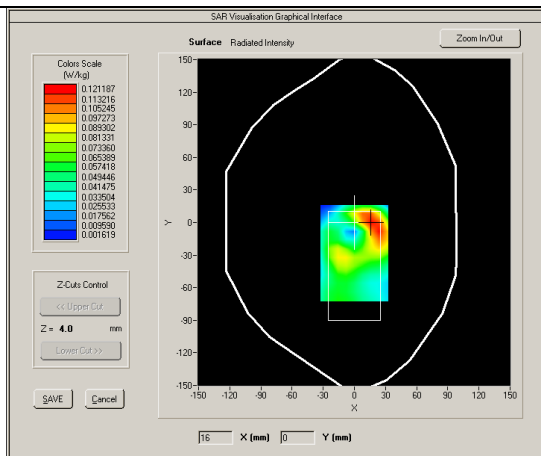 SAR Visualisation Graphical Interface
Surface Radiated Intensity
Zoom In/Out
Colors Scale
(W/kg)
0.121187
0.113216
0.105245
0.097273
0.089302
0.081331
0.073360
0.065389
0.057418
0.049446
0.041475
0.033504
0.025533
0.017562
0.009590
0.001619
Z-Cuts Control
<< Upper Cut
Z = 4.0 mm
Lower Cut >>
SAVE Cancel
150-
120-
90-
60-
30-
0-
-30-
-60-
-90-
-120-
-150-
Y
-150 -120 -90 -60 -30 0 30 60 90 120 150
X
16 X (mm) 0 Y (mm)